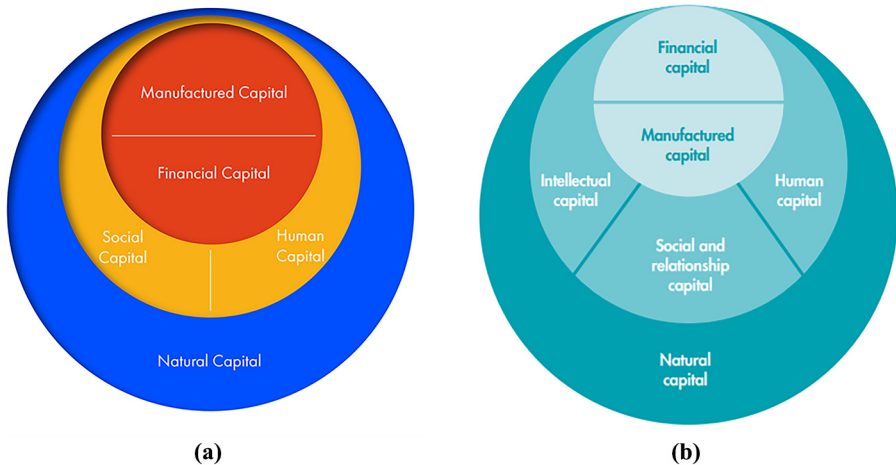 Manufactured Capital
Financial Capital
Social
Capital
Human
Capital
Natural Capital
(a)
Financial
capital
Manufactured
capital
Intellectual
capital
Human
capital
Social and
relationship
capital
Natural
capital
(b)